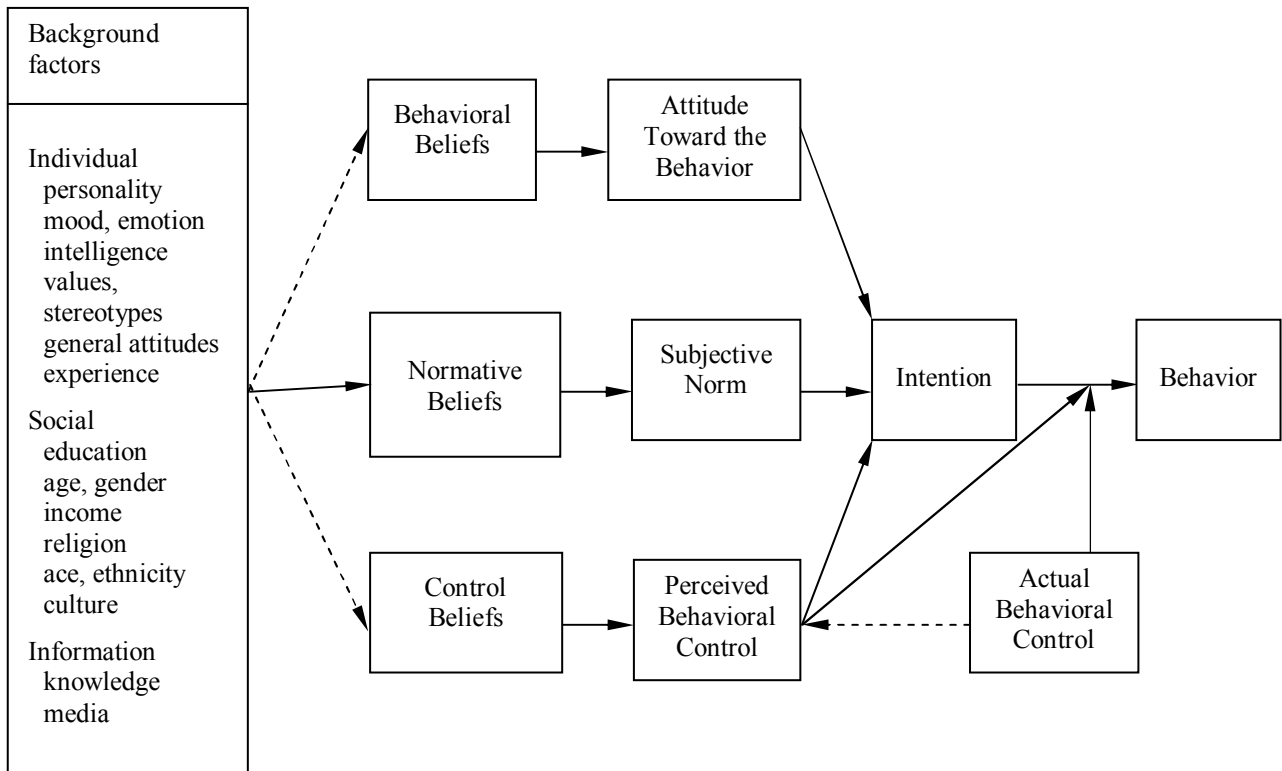 Background
factors
Individual
personality
mood, emotion
intelligence
values,
stereotypes
general attitudes
experience
Social
education
age, gender
income
religion
ace, ethnicity
culture
Information
knowledge
media
Behavioral
Beliefs
Attitude
Toward the
Behavior
Normative
Beliefs
Subjective
Norm
Intention
Behavior
Control
Beliefs
Perceived
Behavioral
Control
Actual
Behavioral
Control